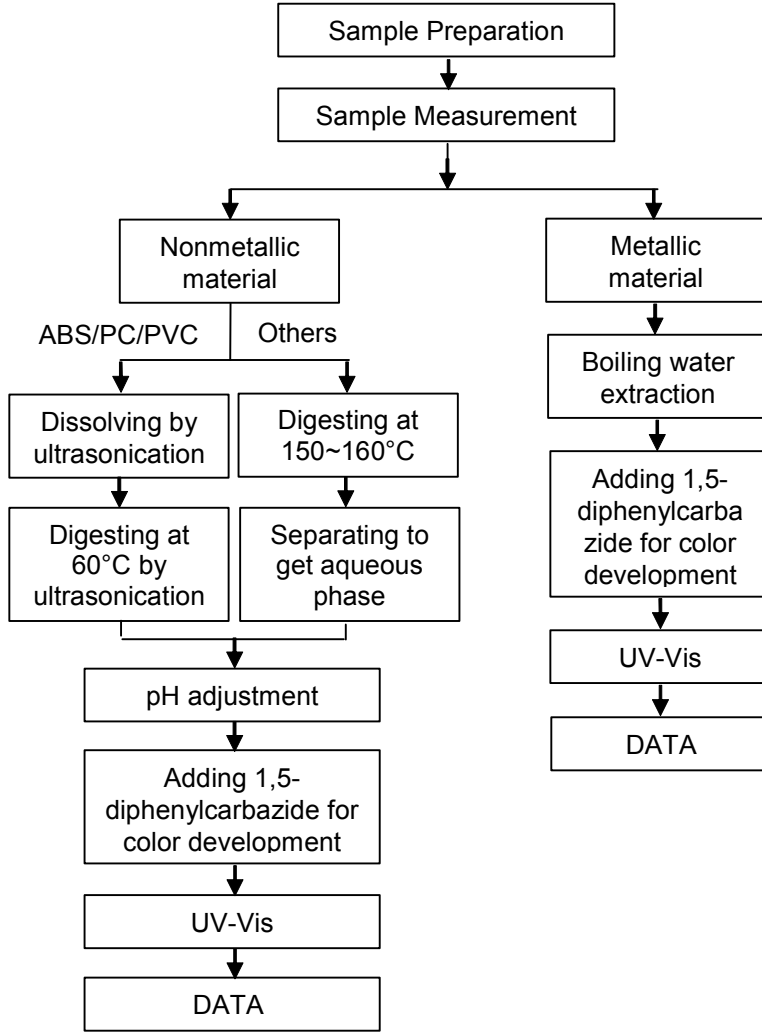 Sample Preparation
Sample Measurement
Nonmetallic
material
Metallic
material
ABS/PC/PVC
Others
Boiling water
extraction
Dissolving by
ultrasonication
Digesting at
150~160°C
Adding 1,5-
diphenylcarba
zide for color
development
Digesting at
60°C by
ultrasonication
Separating to
get aqueous
phase
UV-Vis
pH adjustment
DATA
Adding 1,5-
diphenylcarbazide for
color development
UV-Vis
DATA